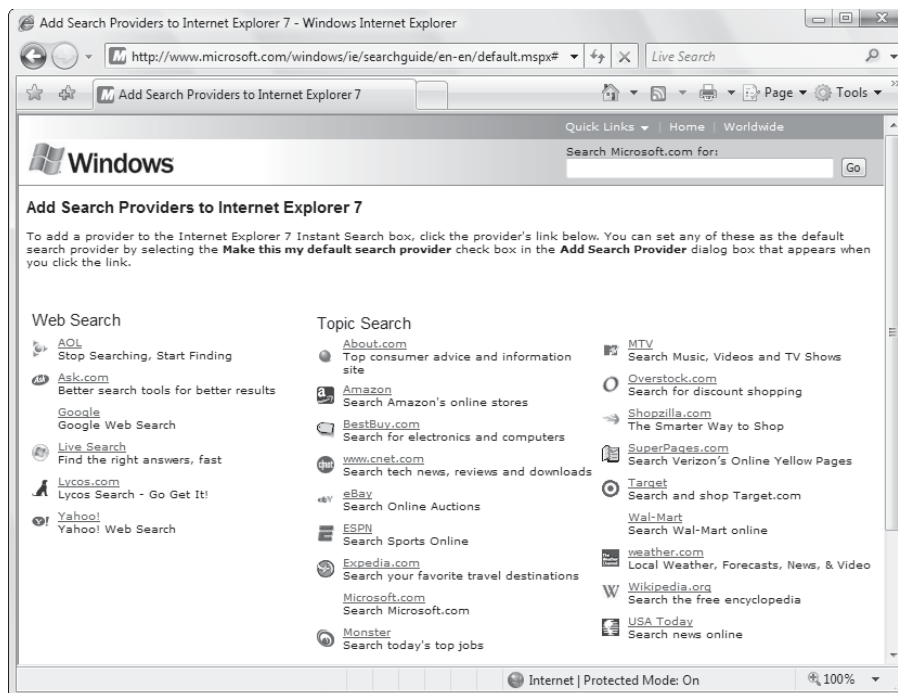 Add Search Providers to Internet Explorer 7 - Windows Internet Explorer
http://www.microsoft.com/windows/ie/searchguide/en-en/default.mspx#
Live Search
Add Search Providers to Internet Explorer 7
Page
Tools
Quick Links | Home | Worldwide
Windows
Search Microsoft.com for:
Go
Add Search Providers to Internet Explorer 7
To add a provider to the Internet Explorer 7 Instant Search box, click the provider's link below. You can set any of these as the default
search provider by selecting the Make this my default search provider check box in the Add Search Provider dialog box that appears when
you click the link.
Web Search
AOL
Stop Searching, Start Finding
Ask.com
Better search tools for better results
Google
Google Web Search
Live Search
Find the right answers, fast
Lycos.com
Lycos Search - Go Get It!
Yahoo!
Yahoo! Web Search
Topic Search
About.com
Top consumer advice and information
site
Amazon
Search Amazon's online stores
BestBuy.com
Search for electronics and computers
www.cnet.com
Search tech news, reviews and downloads
eBay
Search Online Auctions
ESPN
Search Sports Online
Expedia.com
Search your favorite travel destinations
Microsoft.com
Search Microsoft.com
Monster
Search today's top jobs
MTV
Search Music, Videos and TV Shows
Overstock.com
Search for discount shopping
Shopzilla.com
The Smarter Way to Shop
SuperPages.com
Search Verizon's Online Yellow Pages
Target
Search and shop Target.com
Wal-Mart
Search Wal-Mart online
weather.com
Local Weather, Forecasts, News, & Video
Wikipedia.org
Search the free encyclopedia
USA Today
Search news online
Internet | Protected Mode: On
100%